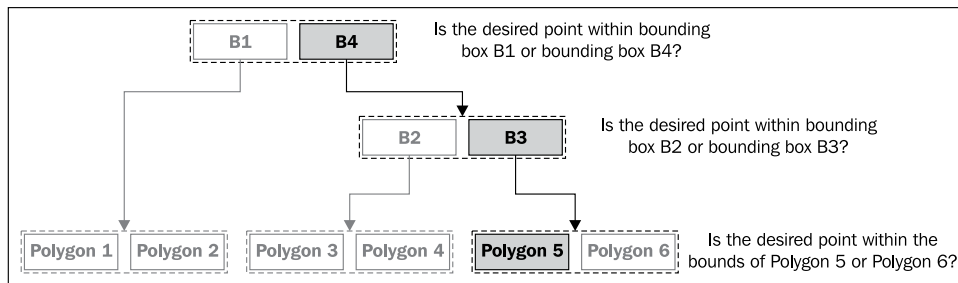 B1 B4
Is the desired point within bounding
box B1 or bounding box B4?
B2 B3
Is the desired point within bounding
box B2 or bounding box B3?
Polygon 1 Polygon 2 Polygon 3 Polygon 4 Polygon 5 Polygon 6
Is the desired point within the
bounds of Polygon 5 or Polygon 6?